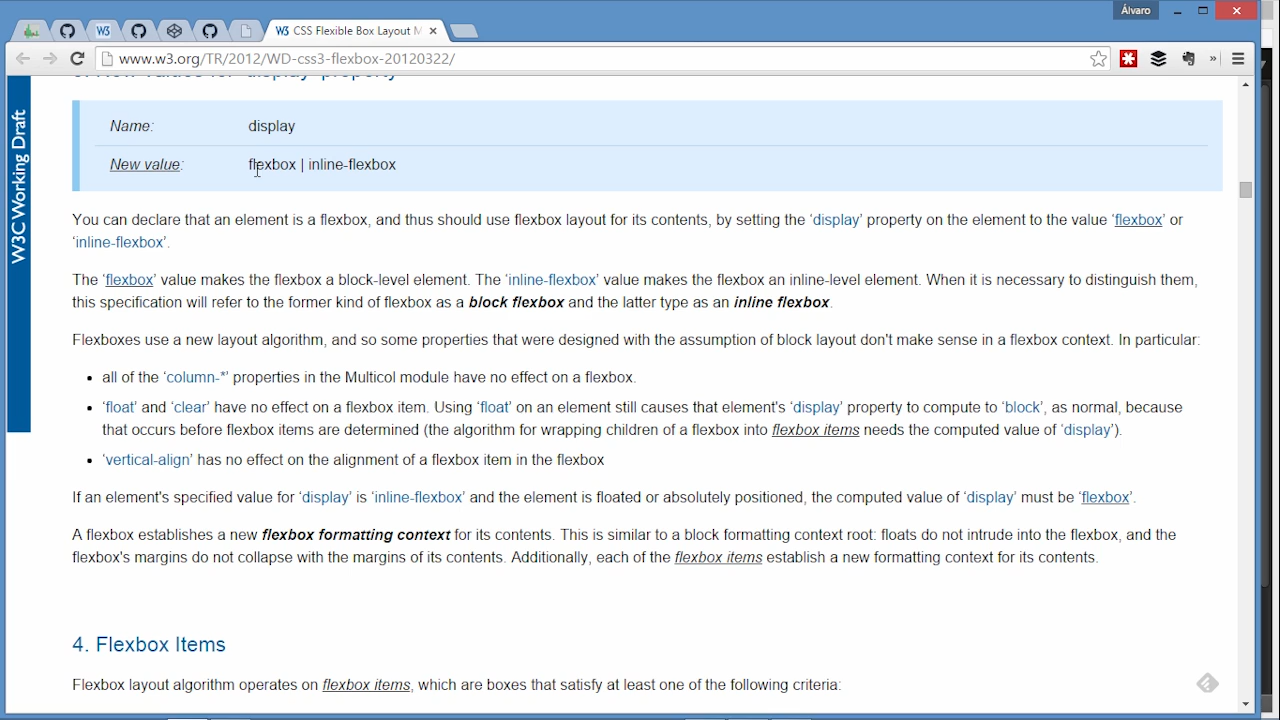 Álvaro
W3 CSS Flexible Box Layout M
www.w3.org/TR/2012/WD-css3-flexbox-20120322/
W3C Working Draft
Name: display
New value: flexbox | inline-flexbox
You can declare that an element is a flexbox, and thus should use flexbox layout for its contents, by setting the ‘display’ property on the element to the value ‘flexbox’ or
‘inline-flexbox’.
The ‘flexbox’ value makes the flexbox a block-level element. The ‘inline-flexbox’ value makes the flexbox an inline-level element. When it is necessary to distinguish them,
this specification will refer to the former kind of flexbox as a block flexbox and the latter type as an inline flexbox.
Flexboxes use a new layout algorithm, and so some properties that were designed with the assumption of block layout don't make sense in a flexbox context. In particular:
• all of the ‘column-*’ properties in the Multicol module have no effect on a flexbox.
• ‘float’ and ‘clear’ have no effect on a flexbox item. Using ‘float’ on an element still causes that element's ‘display’ property to compute to ‘block’, as normal, because
that occurs before flexbox items are determined (the algorithm for wrapping children of a flexbox into flexbox items needs the computed value of ‘display’).
• ‘vertical-align’ has no effect on the alignment of a flexbox item in the flexbox
If an element's specified value for ‘display’ is ‘inline-flexbox’ and the element is floated or absolutely positioned, the computed value of ‘display’ must be ‘flexbox’.
A flexbox establishes a new flexbox formatting context for its contents. This is similar to a block formatting context root: floats do not intrude into the flexbox, and the
flexbox's margins do not collapse with the margins of its contents. Additionally, each of the flexbox items establish a new formatting context for its contents.
4. Flexbox Items
Flexbox layout algorithm operates on flexbox items, which are boxes that satisfy at least one of the following criteria: